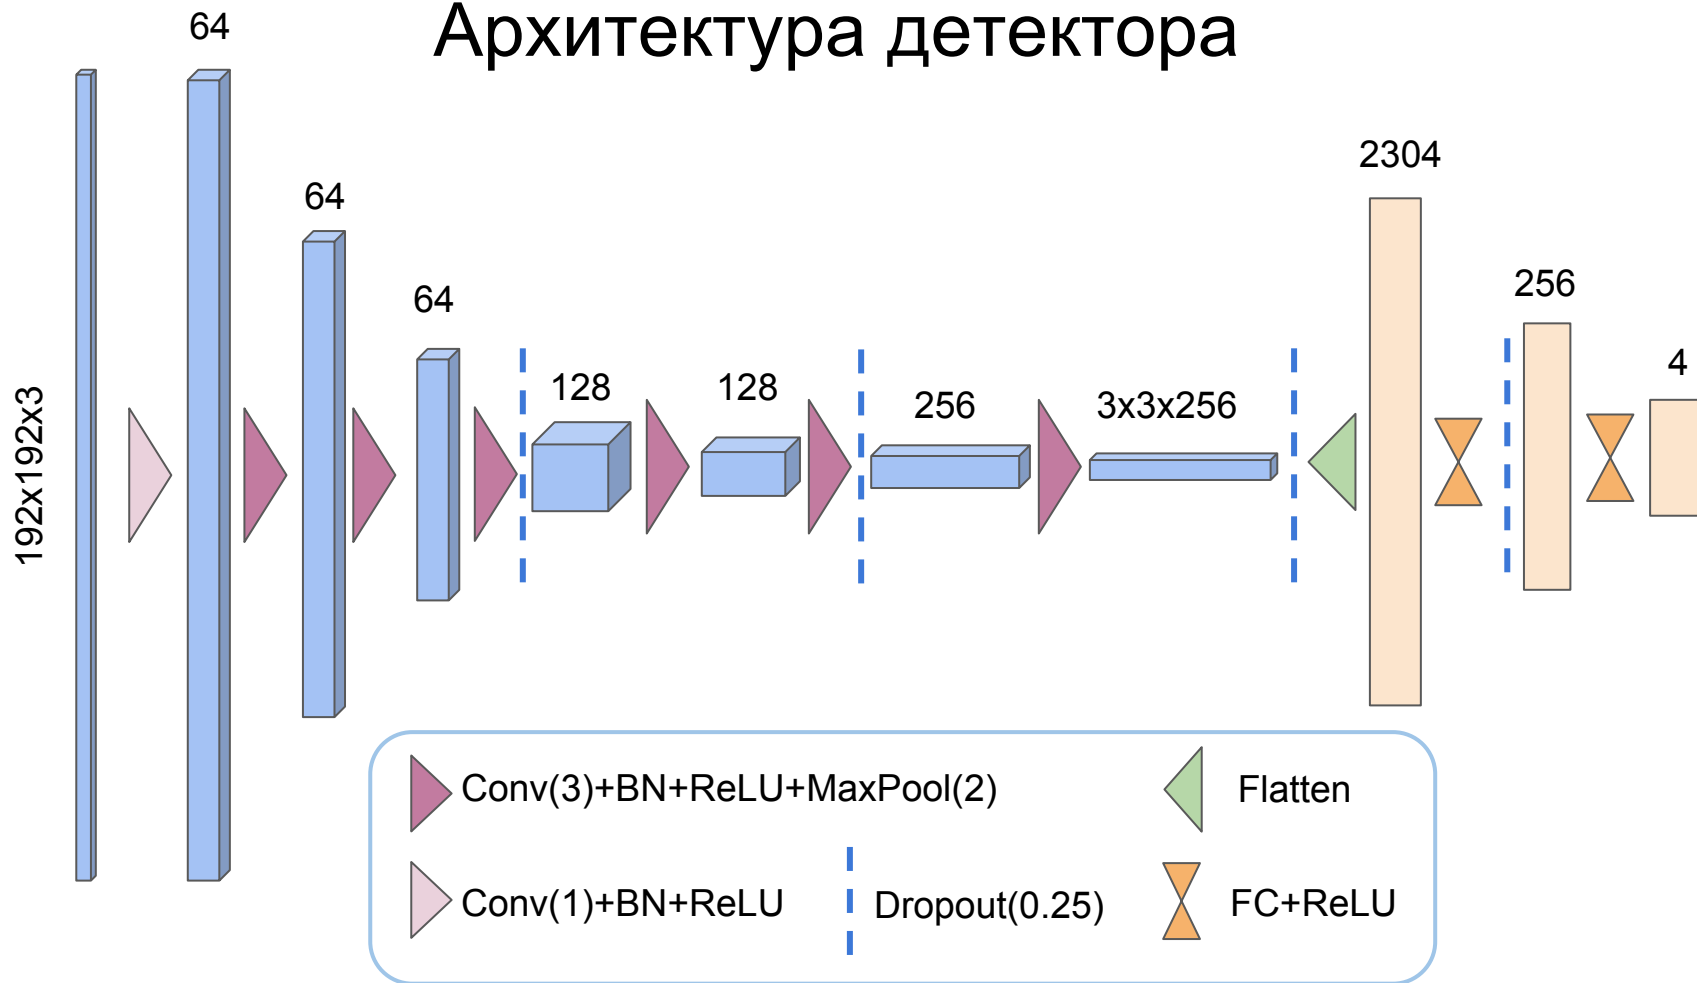 Архитектура детектора
192x192x3
64
64
64
128
128
256
3x3x256
2304
256
4
Conv(3)+BN+ReLU+MaxPool(2)
Flatten
Conv(1)+BN+ReLU
Dropout(0.25)
FC+ReLU